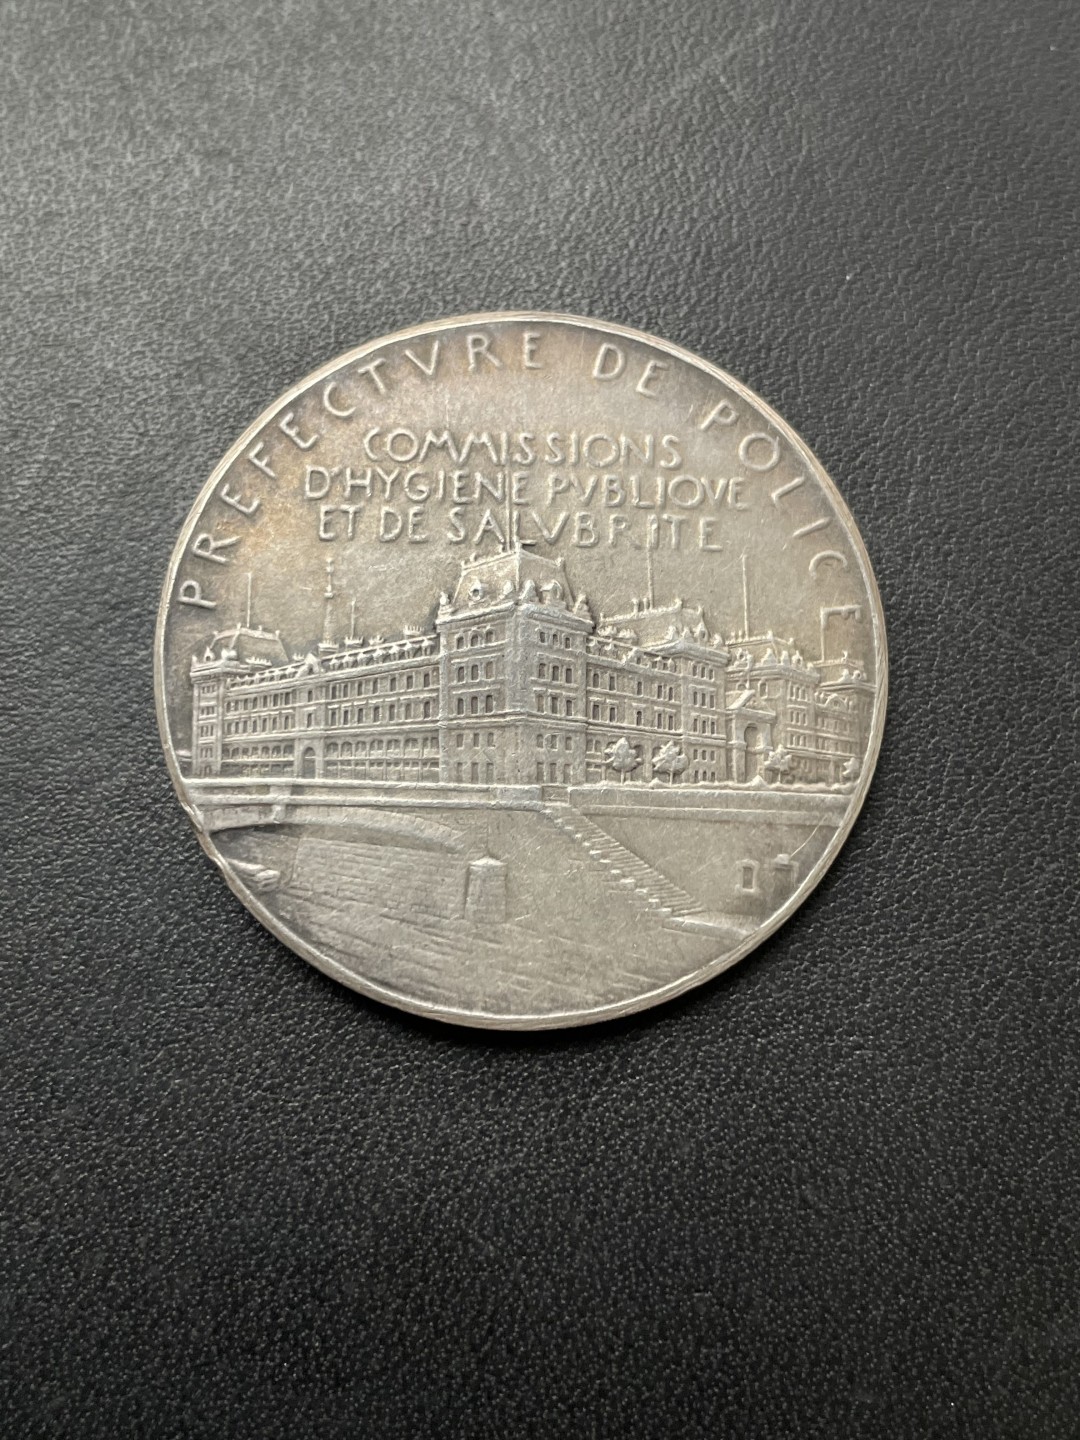 PREFECTVRE DE POLICE
COMMISSIONS
D'HYGIENE PVBLIQVE
ET DE SALVBRITE